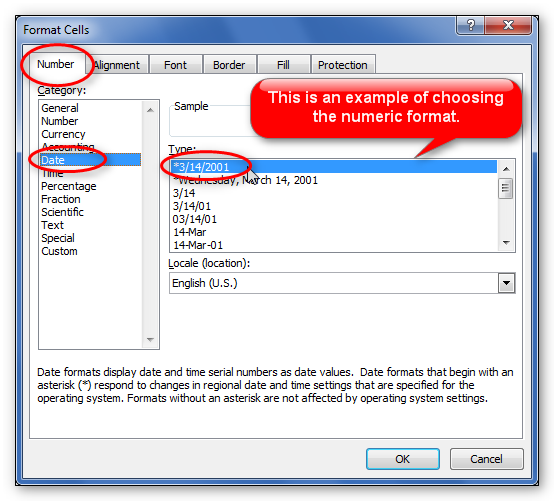 Format Cells
Number Alignment Font Border Fill Protection
Category:
General
Number
Currency
Accounting
Date
Time
Percentage
Fraction
Scientific
Text
Special
Custom
Sample
This is an example of choosing
the numeric format.
Type:
*3/14/2001
*Wednesday, March 14, 2001
3/14
3/14/01
03/14/01
14-Mar
14-Mar-01
Locale (location):
English (U.S.)
Date formats display date and time serial numbers as date values.  Date formats that begin with an
asterisk (*) respond to changes in regional date and time settings that are specified for the
operating system. Formats without an asterisk are not affected by operating system settings.
OK Cancel